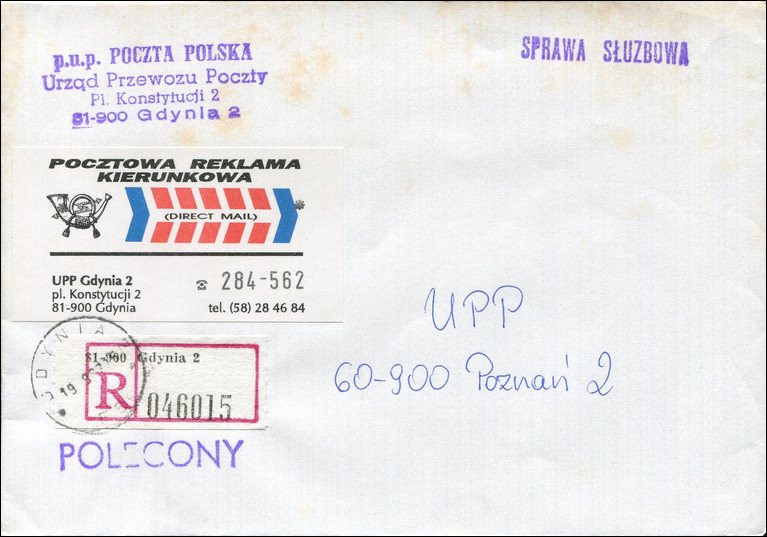 p.u.p. POCZTA POLSKA
Urząd Przewozu Poczty
Pl. Konstytucji 2
81-900 Gdynia 2
SPRAWA SŁUZBOWA
POCZTOWA REKLAMA
KIERUNKOWA
(DIRECT MAIL)
UPP Gdynia 2
pl. Konstytucji 2
81-900 Gdynia
☎ 284-562
tel. (58) 28 46 84
UPP
60-900 Poznań 2
GDYNIA
81-900 Gdynia 2
R
046015
POLECONY